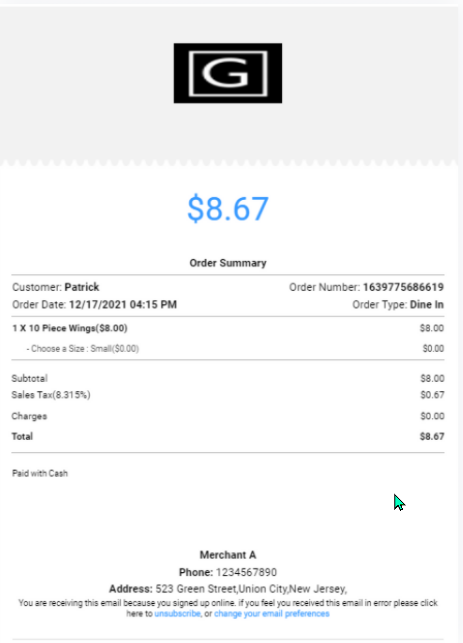 G
$8.67
Order Summary
Customer: Patrick Order Number: 1639775686619
Order Date: 12/17/2021 04:15 PM Order Type: Dine In
1 X 10 Piece Wings($8.00) $8.00
- Choose a Size : Small($0.00) $0.00
Subtotal $8.00
Sales Tax(8.315%) $0.67
Charges $0.00
Total $8.67
Paid with Cash
Merchant A
Phone: 1234567890
Address: 523 Green Street,Union City,New Jersey,
You are receiving this email because you signed up online. if you feel you received this email in error please click
here to unsubscribe, or change your email preferences